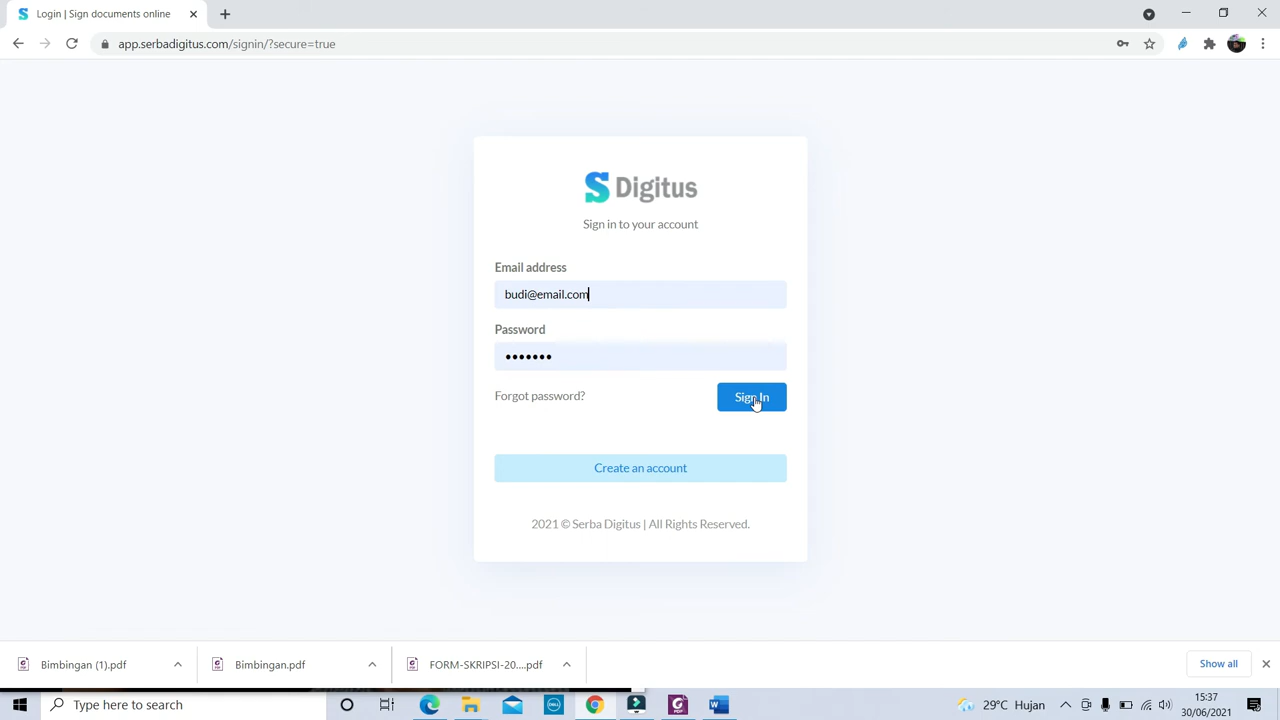 Login | Sign documents online
app.serbadigitus.com/signin/?secure=true
S Digitus
Sign in to your account
Email address
budi@email.com
Password
•••••••
Forgot password?
Sign In
Create an account
2021 © Serba Digitus | All Rights Reserved.
Bimbingan (1).pdf
Bimbingan.pdf
FORM-SKRIPSI-20....pdf
Show all
Type here to search
29°C Hujan
15:37
30/06/2021